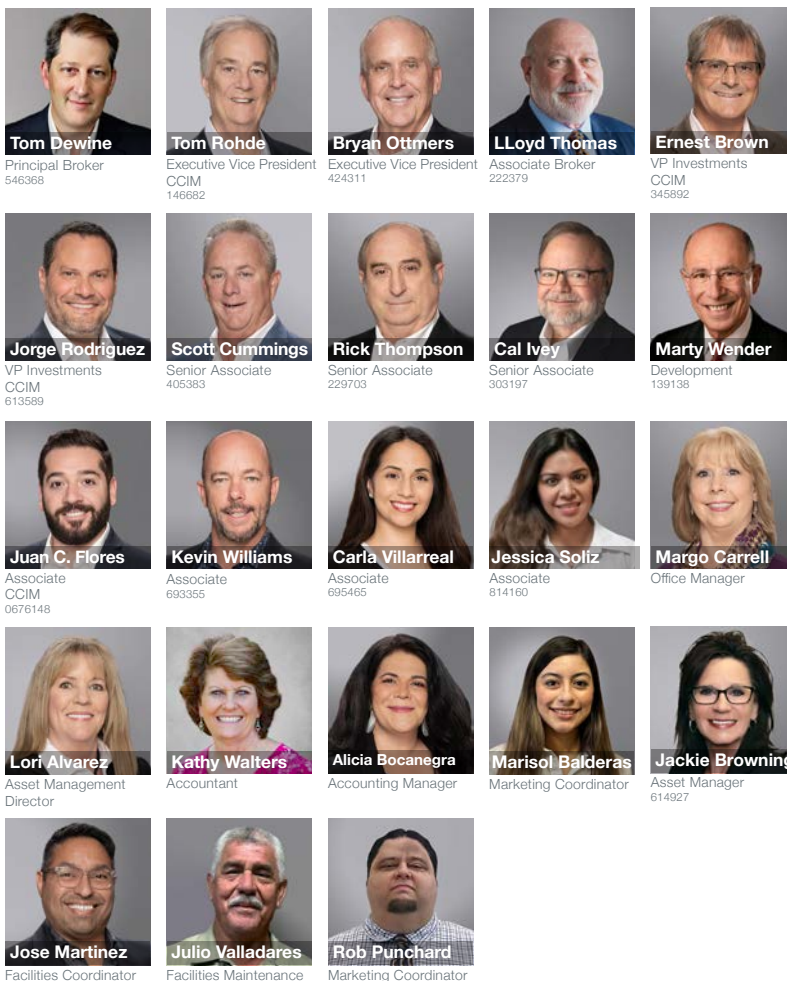 Tom Dewine
Principal Broker
546368
Tom Rohde
Executive Vice President
CCIM
146682
Bryan Ottmers
Executive Vice President
424311
LLoyd Thomas
Associate Broker
222379
Ernest Brown
VP Investments
CCIM
345892
Jorge Rodriguez
VP Investments
CCIM
613589
Scott Cummings
Senior Associate
405383
Rick Thompson
Senior Associate
229703
Cal Ivey
Senior Associate
303197
Marty Wender
Development
139138
Juan C. Flores
Associate
CCIM
0676148
Kevin Williams
Associate
693355
Carla Villarreal
Associate
695465
Jessica Soliz
Associate
814160
Margo Carrell
Office Manager
Lori Alvarez
Asset Management
Director
Kathy Walters
Accountant
Alicia Bocanegra
Accounting Manager
Marisol Balderas
Marketing Coordinator
Jackie Browning
Asset Manager
614927
Jose Martinez
Facilities Coordinator
Julio Valladares
Facilities Maintenance
Rob Punchard
Marketing Coordinator